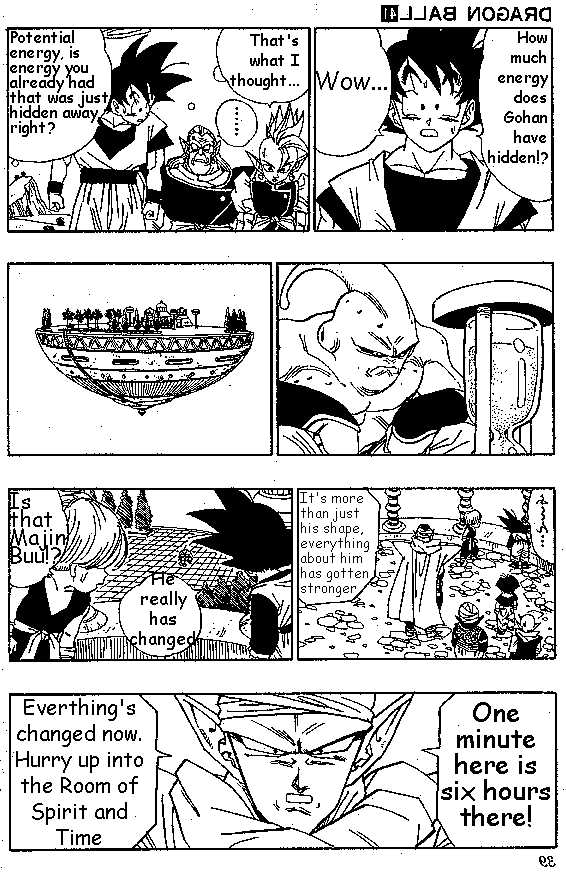 DRAGON BALL 41
Potential
energy, is
energy you
already had
that was just
hidden away,
right?
That's
what I
thought...
Wow...
How
much
energy
does
Gohan
have
hidden!?
Is
that
Majin
Buu!?
He
really
has
changed
It's more
than just
his shape,
everything
about him
has gotten
stronger
Everthing's
changed now.
Hurry up into
the Room of
Spirit and
Time
One
minute
here is
six hours
there!
39